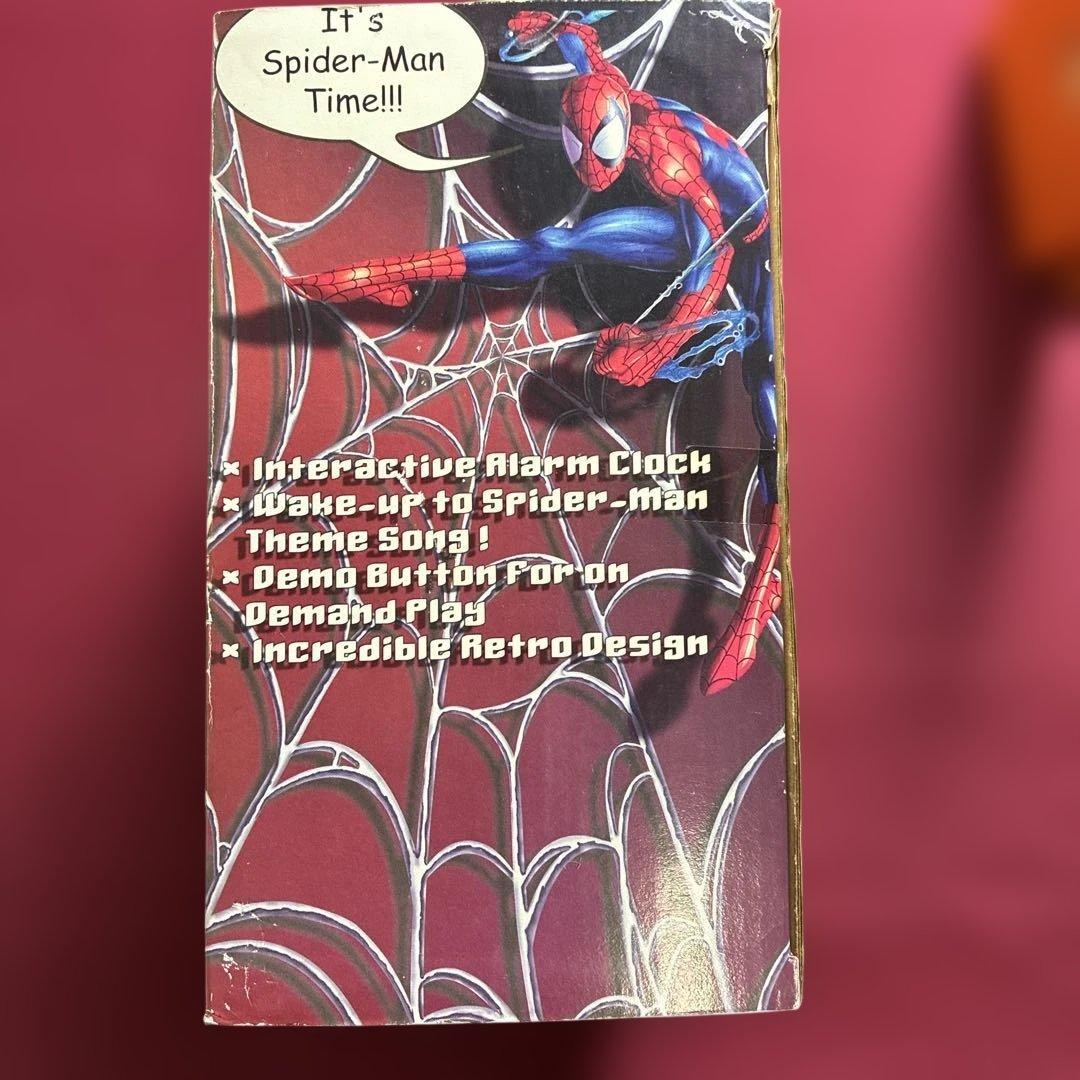 It's
Spider-Man
Time!!!
× Interactive Alarm Clock
× Wake-up to Spider-Man
Theme Song !
× Demo Button for on
Demand Play
× Incredible Retro Design